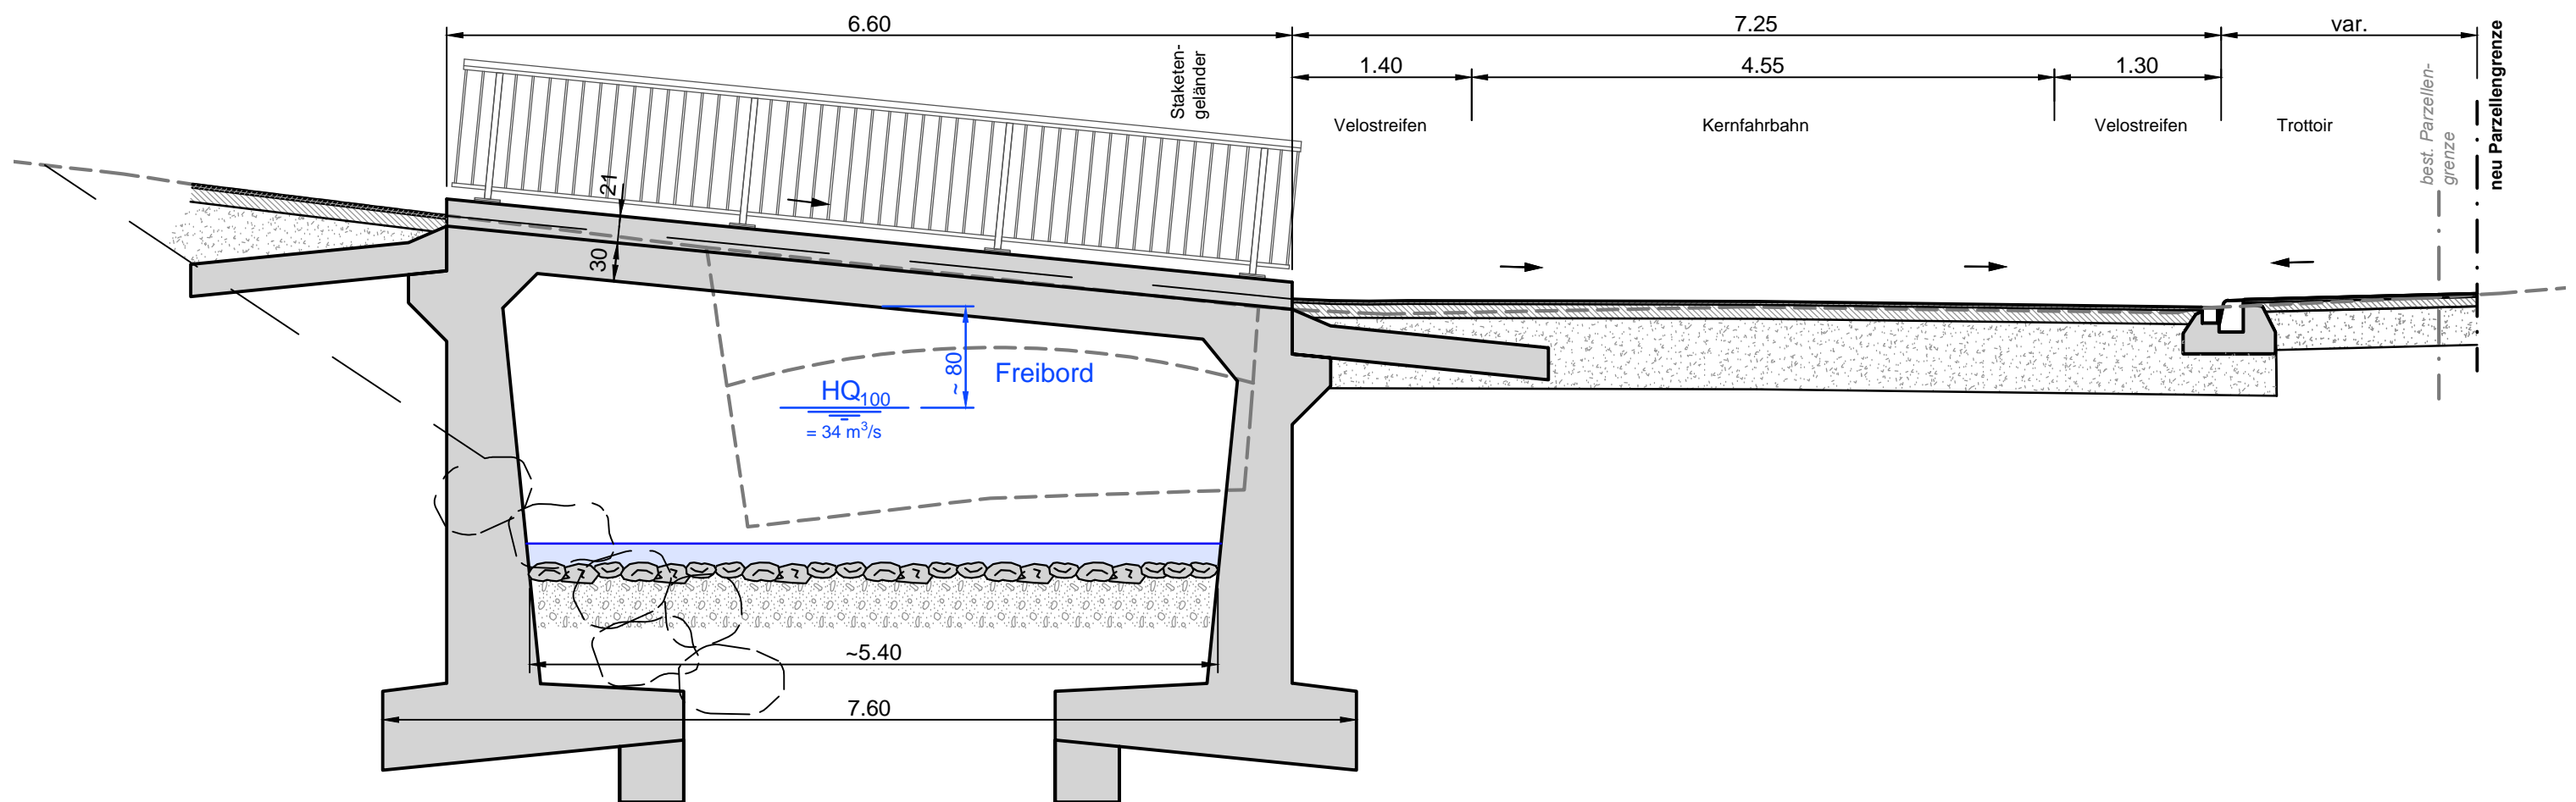 6.60
7.25
var.
1.40
4.55
1.30
Staketen-
geländer
Velostreifen
Kernfahrbahn
Velostreifen
Trottoir
best. Parzellen-
grenze
neu Parzellengrenze
21
30
~ 80
Freibord
HQ100
= 34 m³/s
~5.40
7.60